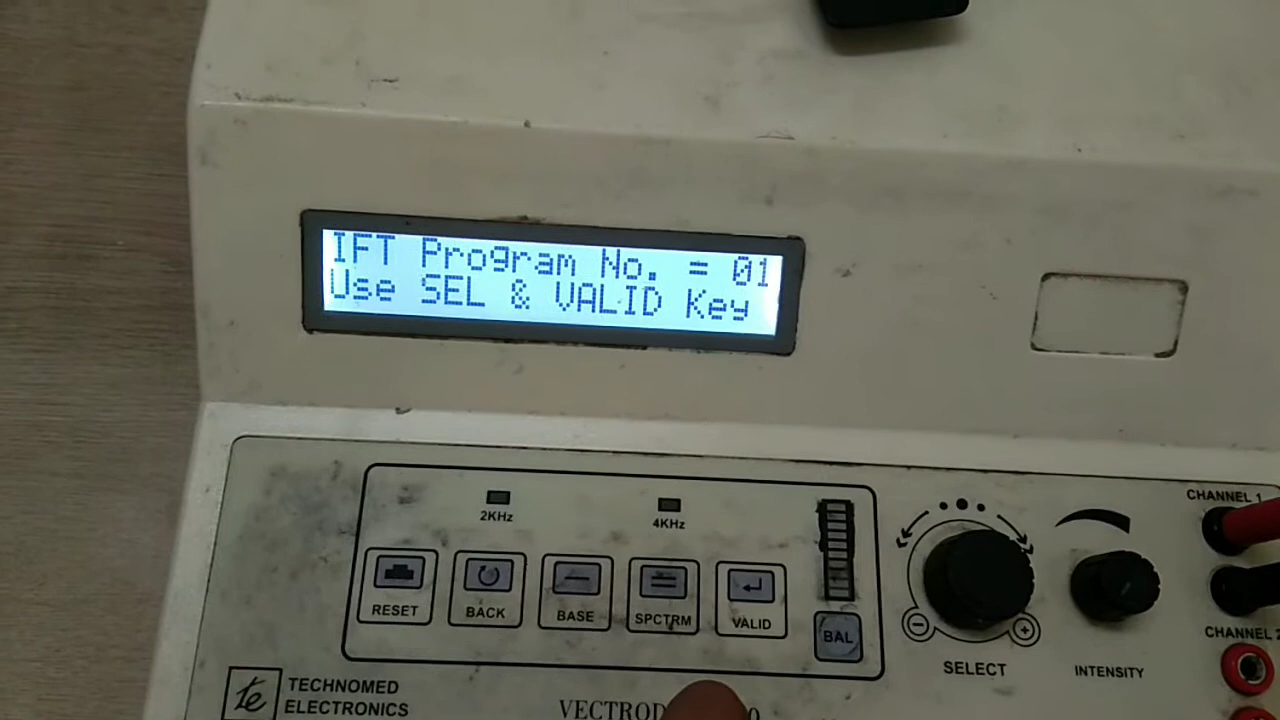 IFT Program No. = 01
Use SEL & VALID Key
2KHz
4KHz
RESET
BACK
BASE
SPCTRM
VALID
BAL
SELECT
INTENSITY
CHANNEL 1
CHANNEL 2
te
TECHNOMED
ELECTRONICS